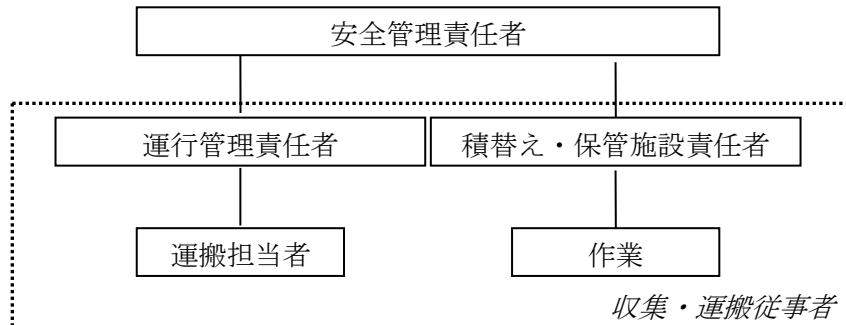 安全管理責任者
運行管理責任者
積替え・保管施設責任者
運搬担当者
作業
収集・運搬従事者